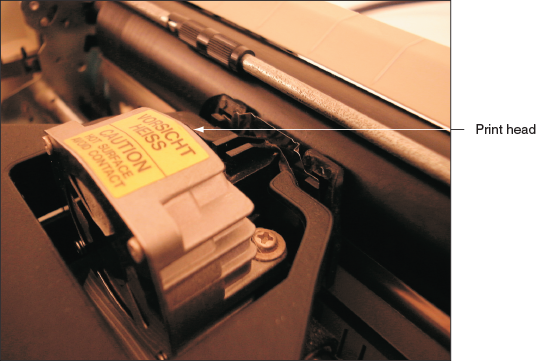 VORSICHT
HEISS
CAUTION
HOT SURFACE
AVOID CONTACT
Print head